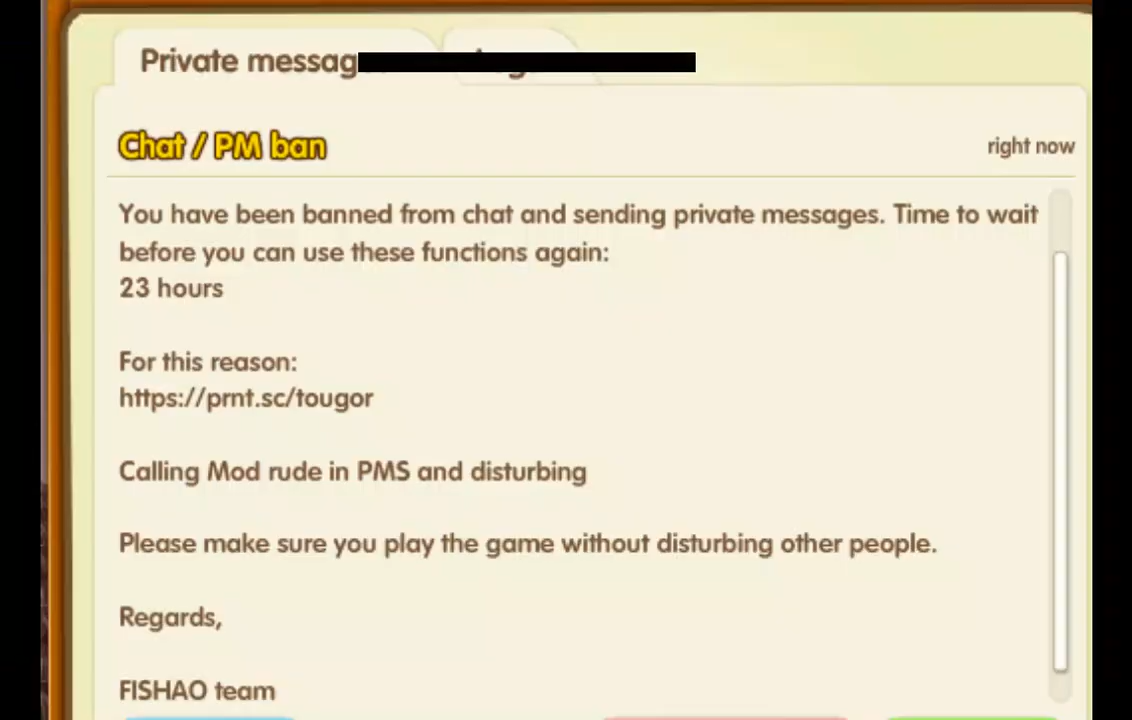 Private messag
Chat / PM ban
right now
You have been banned from chat and sending private messages. Time to wait
before you can use these functions again:
23 hours
For this reason:
https://prnt.sc/tougor
Calling Mod rude in PMS and disturbing
Please make sure you play the game without disturbing other people.
Regards,
FISHAO team